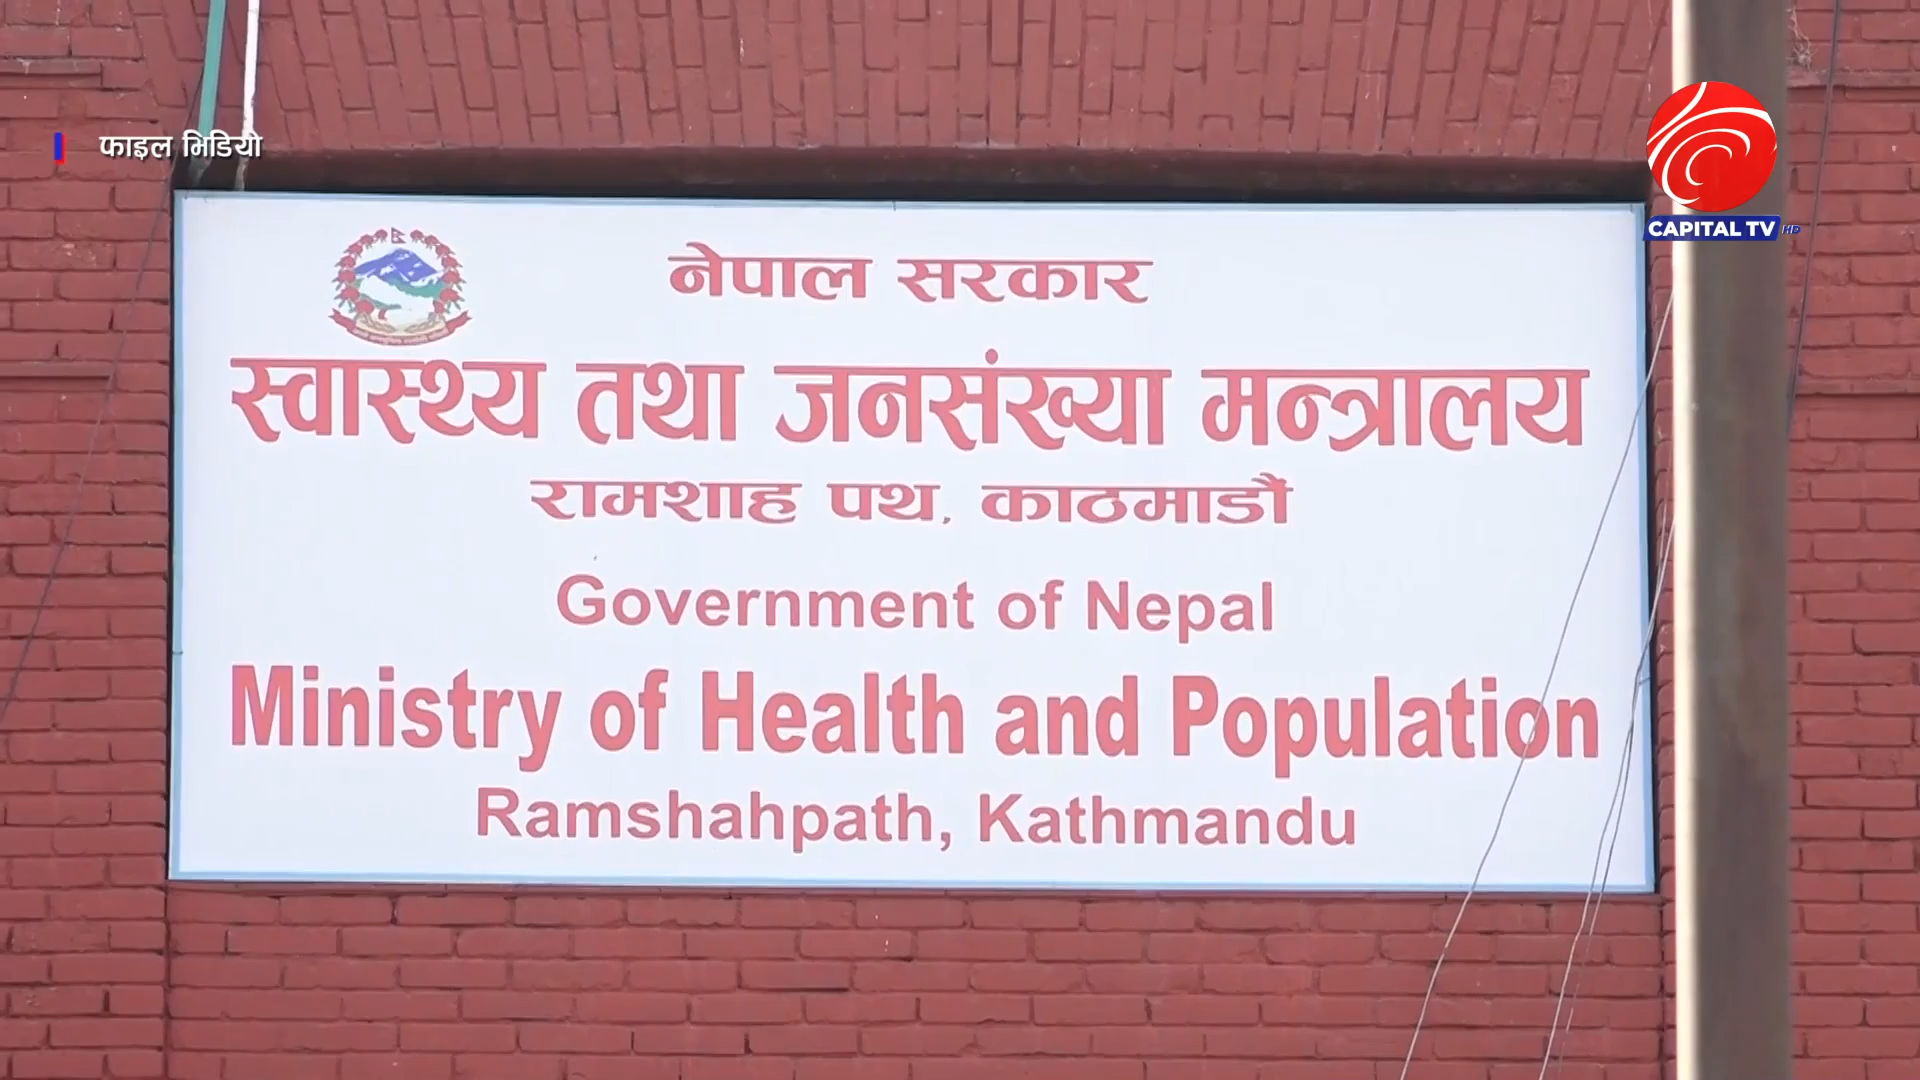 फाइल भिडियो
CAPITAL TV HD
नेपाल सरकार
स्वास्थ्य तथा जनसंख्या मन्त्रालय
रामशाह पथ, काठमाडौं
Government of Nepal
Ministry of Health and Population
Ramshahpath, Kathmandu